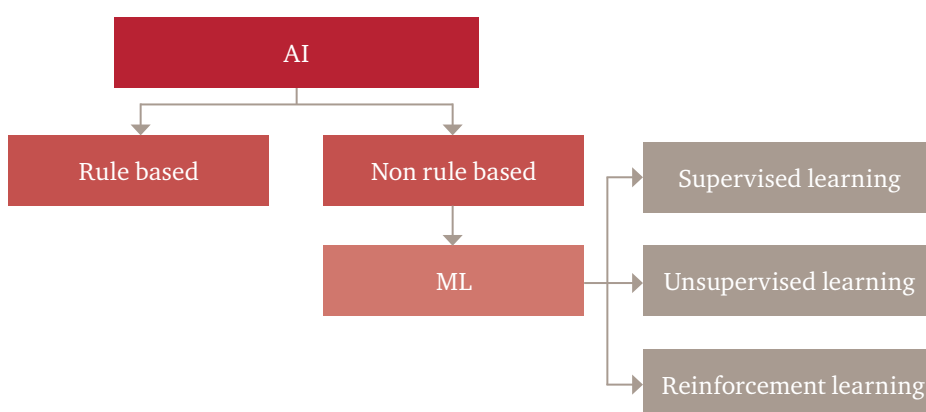 AI
Rule based
Non rule based
Supervised learning
ML
Unsupervised learning
Reinforcement learning